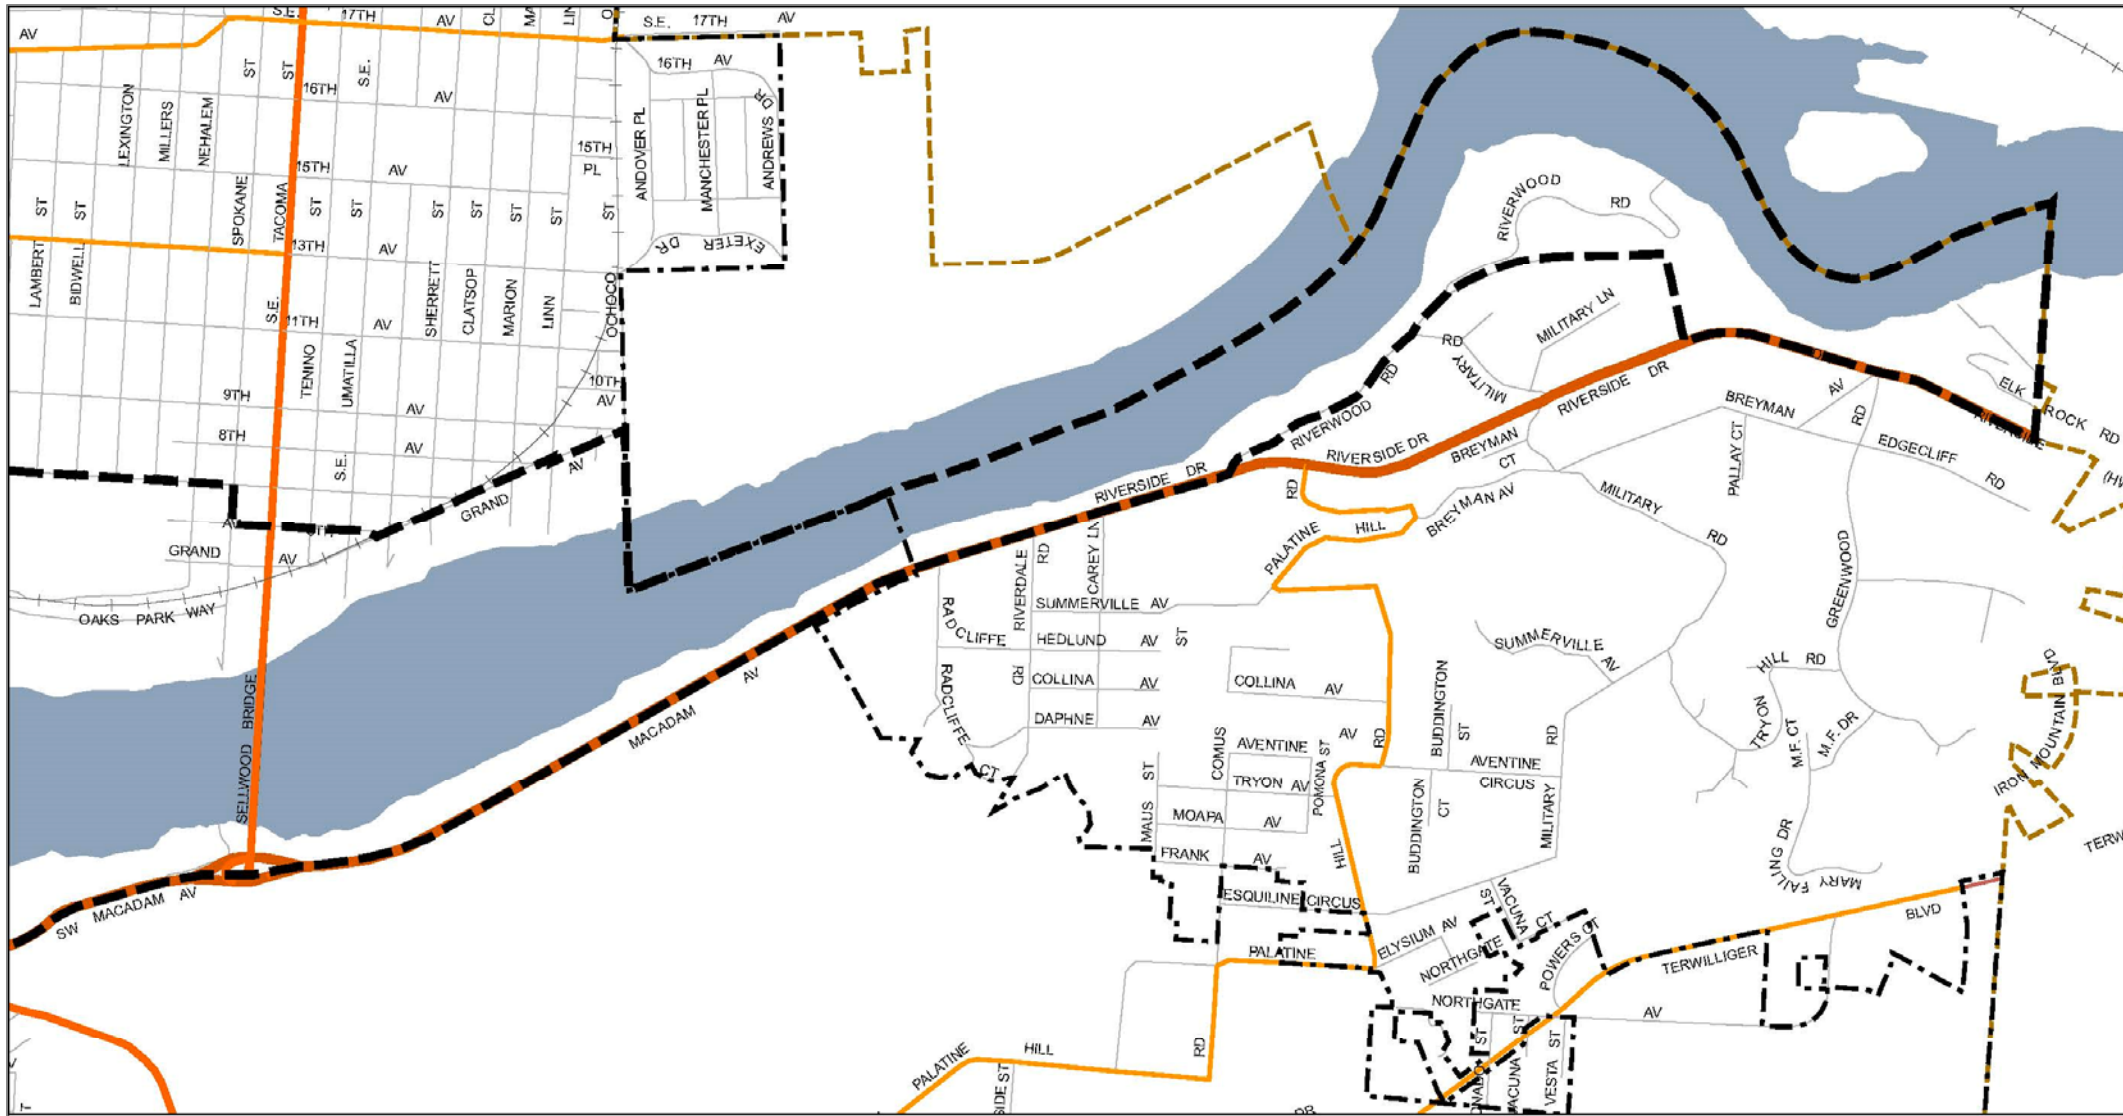 S.E. 17TH AV
S.E. 17TH AV
AV
ST
ST
S.E.
16TH
AV
16TH AV
LEXINGTON
MILLERS
NEHALEM
ANDOVER PL
MANCHESTER PL
ANDREWS DR
15TH
AV
15TH
PL
ST
ST
SPOKANE
TACOMA
ST
ST
ST
ST
ST
ST
ST
13TH
AV
EXETER DR
DR
LAMBERT
BIDWELL
S.E.
11TH
AV
SHERRETT
CLATSOP
MARION
LINN
OCHOCO
TENINO
UMATILLA
9TH
AV
10TH
AV
8TH
AV
S.E.
GRAND
AV
AV
GRAND
AV
OAKS PARK WAY
SELLWOOD BRIDGE
SW MACADAM AV
MACADAM
AV
RIVERWOOD
RD
MILITARY LN
RD
MILITARY
RIVERWOOD
RD
RIVERSIDE DR
RIVERSIDE DR
RIVERSIDE DR
BREYMAN
CT
BREYMAN AV
BREYMAN
AV
RD
PALLAY CT
EDGECLIFF
RD
ELK
ROCK RD
RIVERSIDE
MILITARY
RD
GREENWOOD
RD
PALATINE
HILL
RADCLIFFE
RIVERDALE
RD
CAREY LN
SUMMERVILLE AV
HEDLUND AV
ST
RADCLIFFE
CT
RD
COLLINA AV
DAPHNE AV
COLLINA AV
SUMMERVILLE
AV
HILL RD
TRYON
M.F. CT
M.F. DR
IRON MOUNTAIN BLVD
BUDDINGTON
ST
RD
AV
RD
COMUS
AVENTINE
TRYON AV
POMONA ST
AVENTINE
CIRCUS
MAUS
ST
MOAPA AV
BUDDINGTON
CT
MILITARY
FRANK AV
HILL
MARY FAILING DR
ESQUILINE CIRCUS
VACUNA
ST
CT
ELYSIUM AV
NORTHGATE
POWERS CT
PALATINE
TERWILLIGER
BLVD
NORTHGATE
AV
PALATINE
HILL
RD
ST
ST
VESTA ST